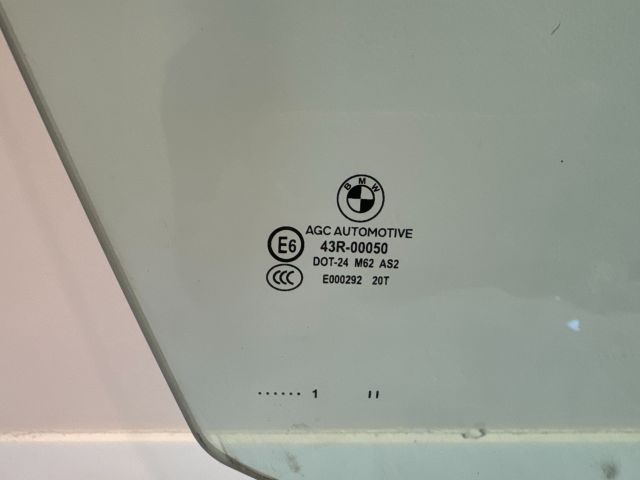 BMW
AGC AUTOMOTIVE
E6 43R-00050
DOT-24 M62 AS2
CCC E000292 20T
...... 1 II